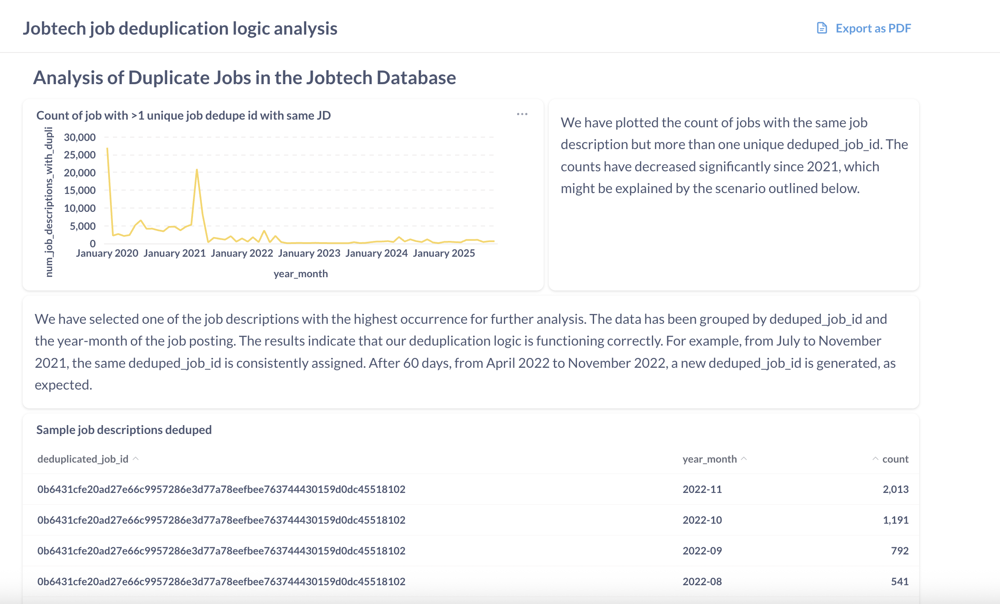 Jobtech job deduplication logic analysis
Export as PDF
Analysis of Duplicate Jobs in the Jobtech Database
Count of job with >1 unique job dedupe id with same JD
num_job_descriptions_with_dupli
30,000
25,000
20,000
15,000
10,000
5,000
0
January 2020 January 2021 January 2022 January 2023 January 2024 January 2025
year_month
We have plotted the count of jobs with the same job
description but more than one unique deduped_job_id. The
counts have decreased significantly since 2021, which
might be explained by the scenario outlined below.
We have selected one of the job descriptions with the highest occurrence for further analysis. The data has been grouped by deduped_job_id and
the year-month of the job posting. The results indicate that our deduplication logic is functioning correctly. For example, from July to November
2021, the same deduped_job_id is consistently assigned. After 60 days, from April 2022 to November 2022, a new deduped_job_id is generated, as
expected.
Sample job descriptions deduped
deduplicated_job_id year_month count
0b6431cfe20ad27e66c9957286e3d77a78eefbee763744430159d0dc45518102 2022-11 2,013
0b6431cfe20ad27e66c9957286e3d77a78eefbee763744430159d0dc45518102 2022-10 1,191
0b6431cfe20ad27e66c9957286e3d77a78eefbee763744430159d0dc45518102 2022-09 792
0b6431cfe20ad27e66c9957286e3d77a78eefbee763744430159d0dc45518102 2022-08 541